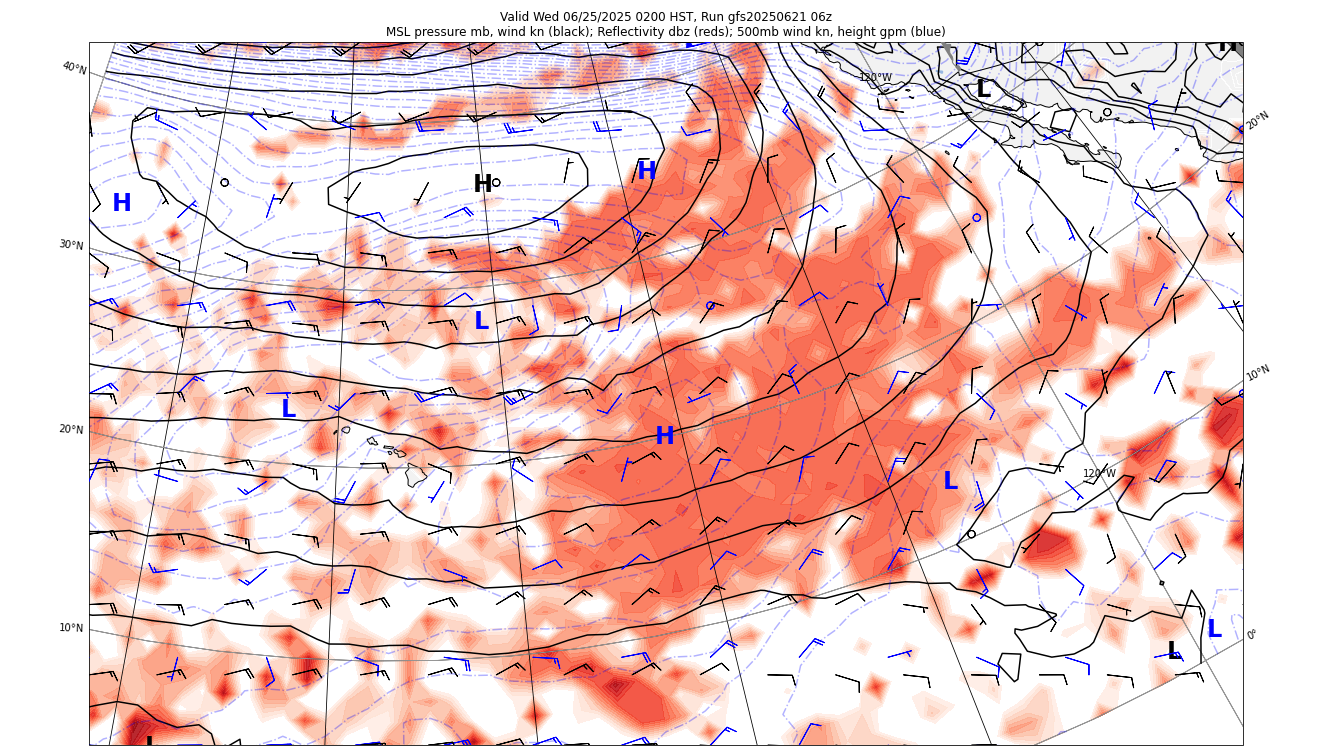 Valid Wed 06/25/2025 0200 HST, Run gfs20250621 06z
MSL pressure mb, wind kn (black); Reflectivity dbz (reds); 500mb wind kn, height gpm (blue)
H
40°N
120°W
L
20°N
H
H
H
30°N
L
10°N
L
20°N
H
120°W
L
10°N
L
0°
L
L